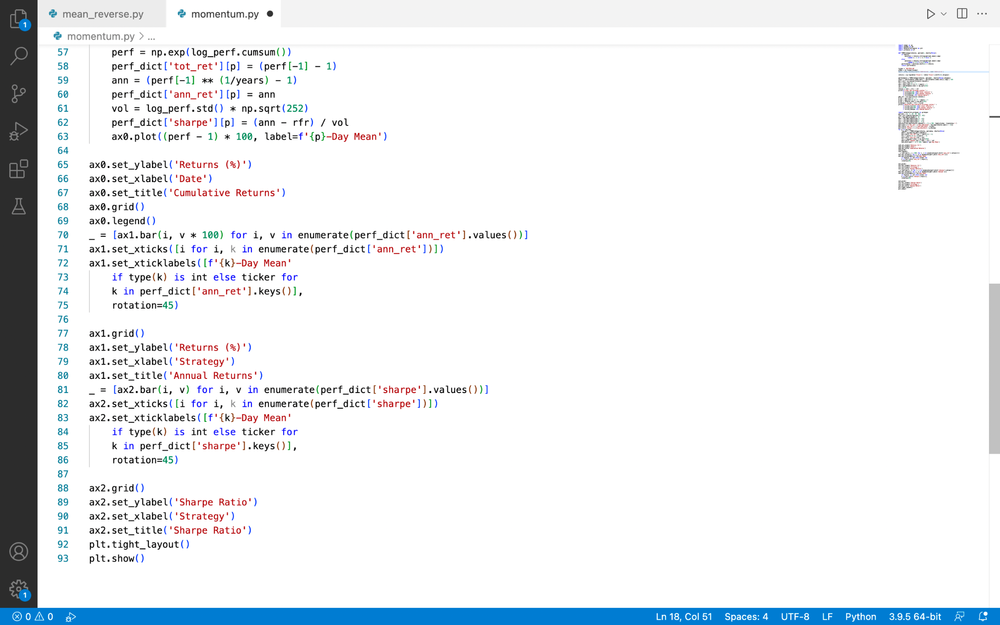 mean_reverse.py
momentum.py
momentum.py > ...
57 perf = np.exp(log_perf.cumsum())
58 perf_dict['tot_ret'][p] = (perf[-1] - 1)
59 ann = (perf[-1] ** (1/years) - 1)
60 perf_dict['ann_ret'][p] = ann
61 vol = log_perf.std() * np.sqrt(252)
62 perf_dict['sharpe'][p] = (ann - rfr) / vol
63 ax0.plot((perf - 1) * 100, label=f'{p}-Day Mean')
64
65 ax0.set_ylabel('Returns (%)')
66 ax0.set_xlabel('Date')
67 ax0.set_title('Cumulative Returns')
68 ax0.grid()
69 ax0.legend()
70 _ = [ax1.bar(i, v * 100) for i, v in enumerate(perf_dict['ann_ret'].values())]
71 ax1.set_xticks([i for i, k in enumerate(perf_dict['ann_ret'])])
72 ax1.set_xticklabels([f'{k}-Day Mean'
73 if type(k) is int else ticker for
74 k in perf_dict['ann_ret'].keys()],
75 rotation=45)
76
77 ax1.grid()
78 ax1.set_ylabel('Returns (%)')
79 ax1.set_xlabel('Strategy')
80 ax1.set_title('Annual Returns')
81 _ = [ax2.bar(i, v) for i, v in enumerate(perf_dict['sharpe'].values())]
82 ax2.set_xticks([i for i, k in enumerate(perf_dict['sharpe'])])
83 ax2.set_xticklabels([f'{k}-Day Mean'
84 if type(k) is int else ticker for
85 k in perf_dict['sharpe'].keys()],
86 rotation=45)
87
88 ax2.grid()
89 ax2.set_ylabel('Sharpe Ratio')
90 ax2.set_xlabel('Strategy')
91 ax2.set_title('Sharpe Ratio')
92 plt.tight_layout()
93 plt.show()
1
1
0 0
Ln 18, Col 51 Spaces: 4 UTF-8 LF Python 3.9.5 64-bit